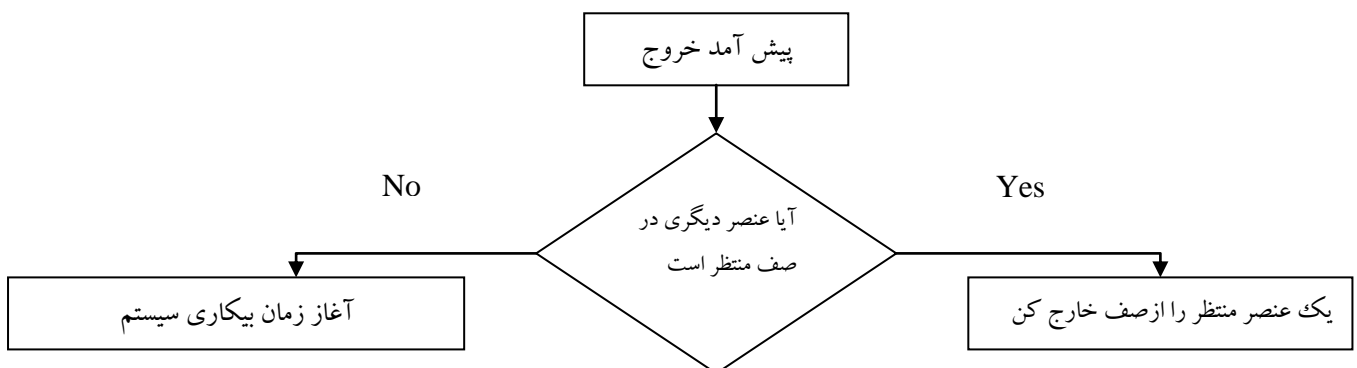 پیش آمد خروج
No
Yes
آیا عنصر دیگری در
صف منتظر است
آغاز زمان بیکاری سیستم
یک عنصر منتظر را ازصف خارج کن